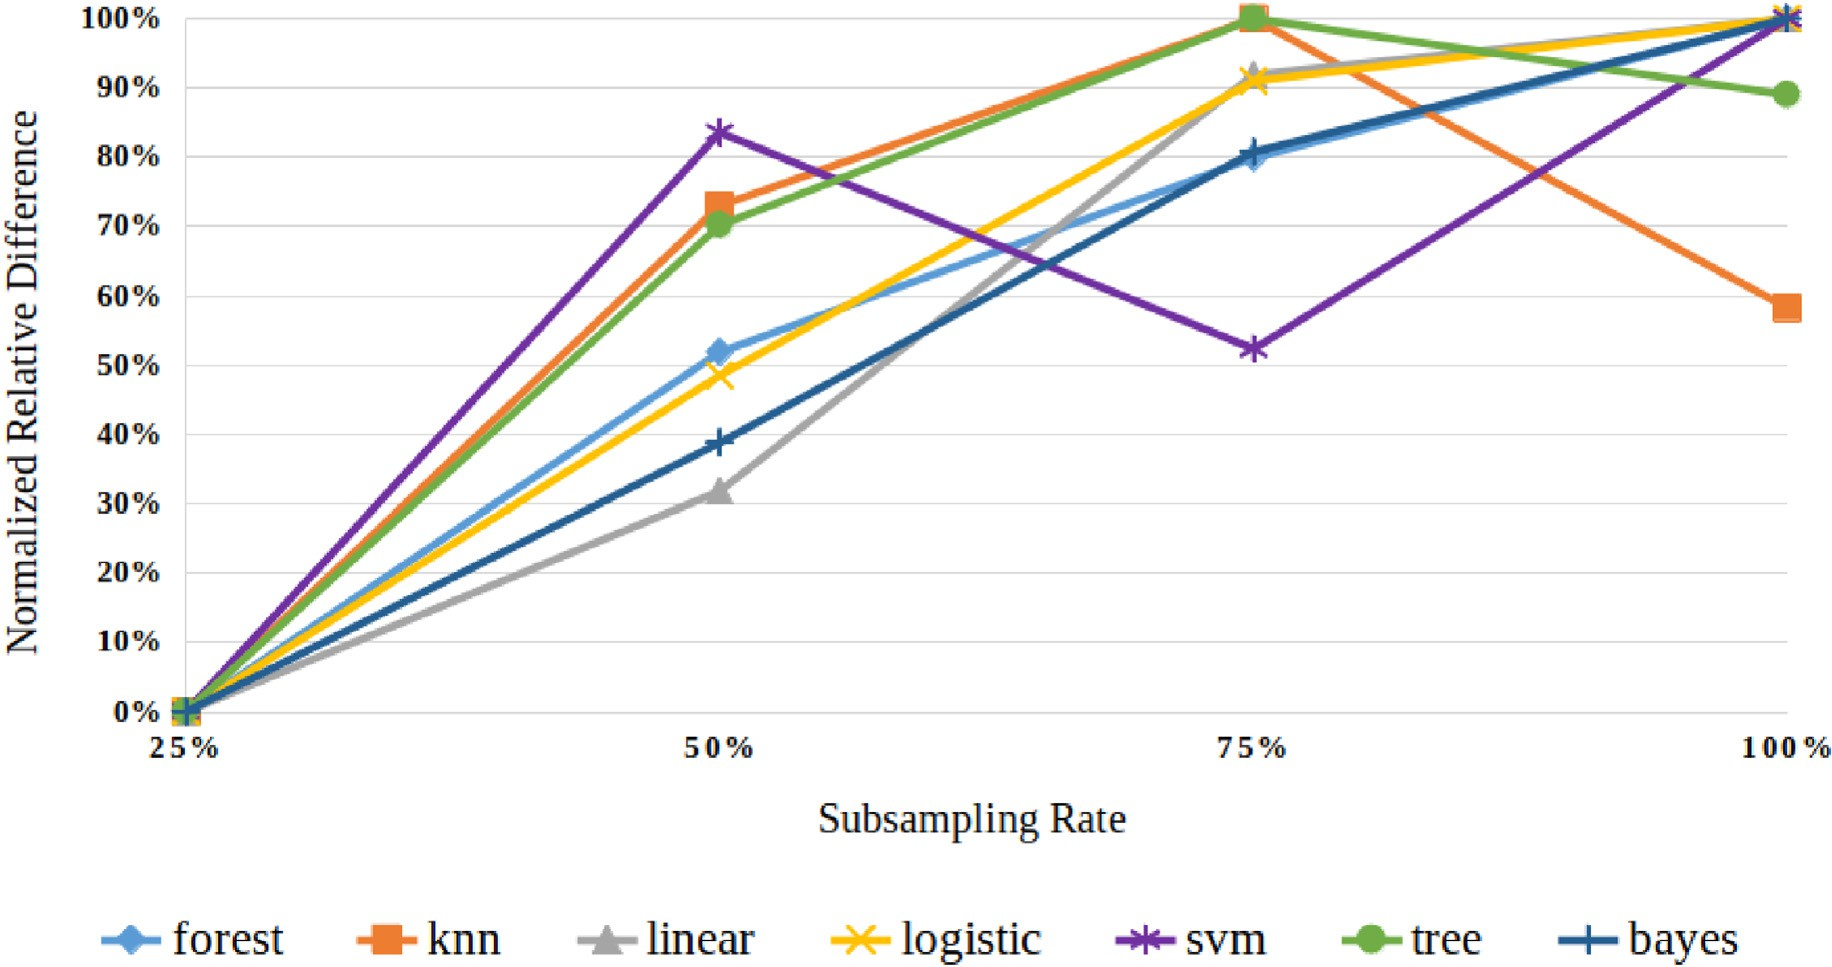 100%
90%
80%
70%
60%
50%
40%
30%
20%
10%
0%
Normalized Relative Difference
25% 50% 75% 100%
Subsampling Rate
forest knn linear logistic svm tree bayes